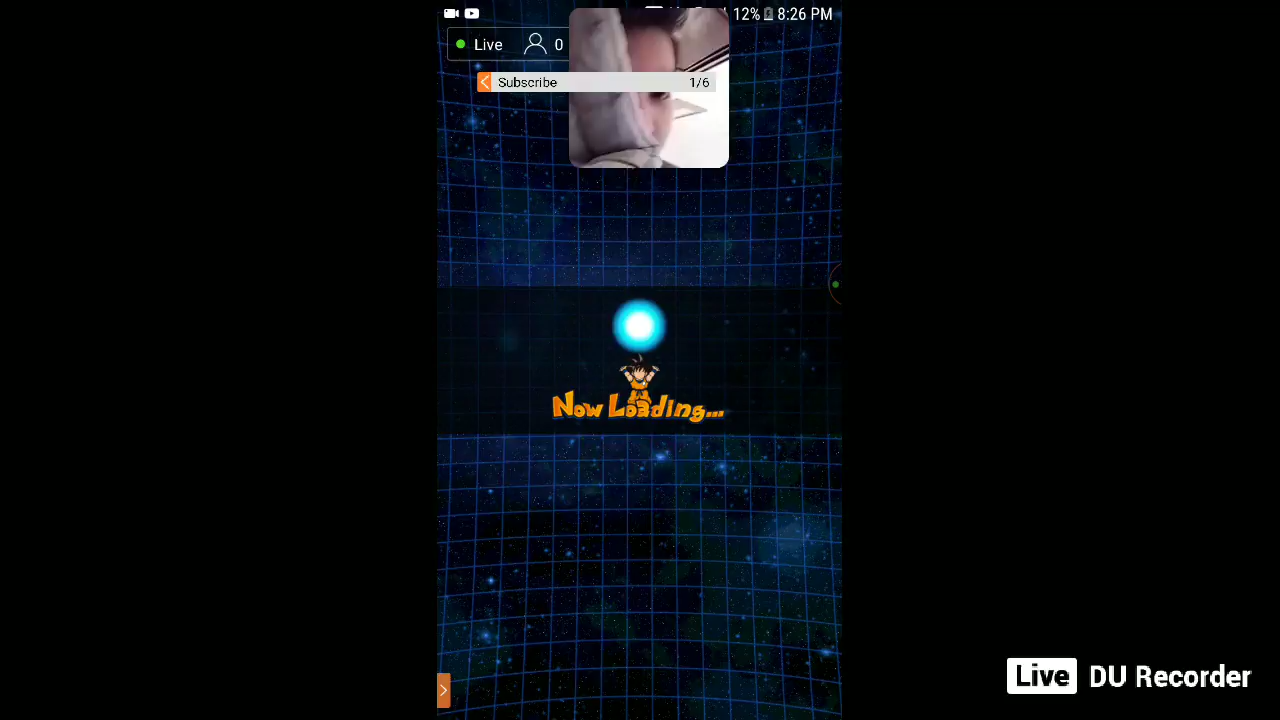 12% 8:26 PM
Live 0
Subscribe 1/6
Now Loading...
Live DU Recorder